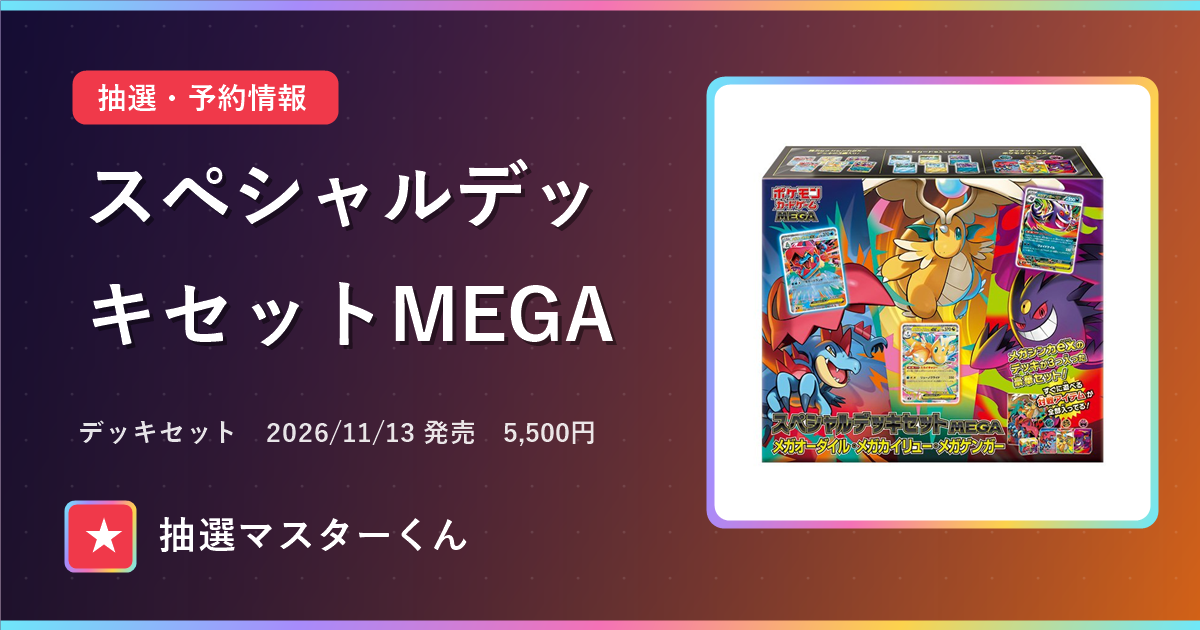 抽選・予約情報
スペシャルデッ
キセットMEGA
デッキセット 2026/11/13 発売 5,500円
抽選マスターくん
ポケモン
カードゲーム
MEGA
メガシンカexの
デッキが3つ入った
豪華セット!
すぐに遊べる
対戦アイテムが
全部入ってる!
スペシャルデッキセットMEGA
メガオーダイル・メガカイリュー・メガゲンガー